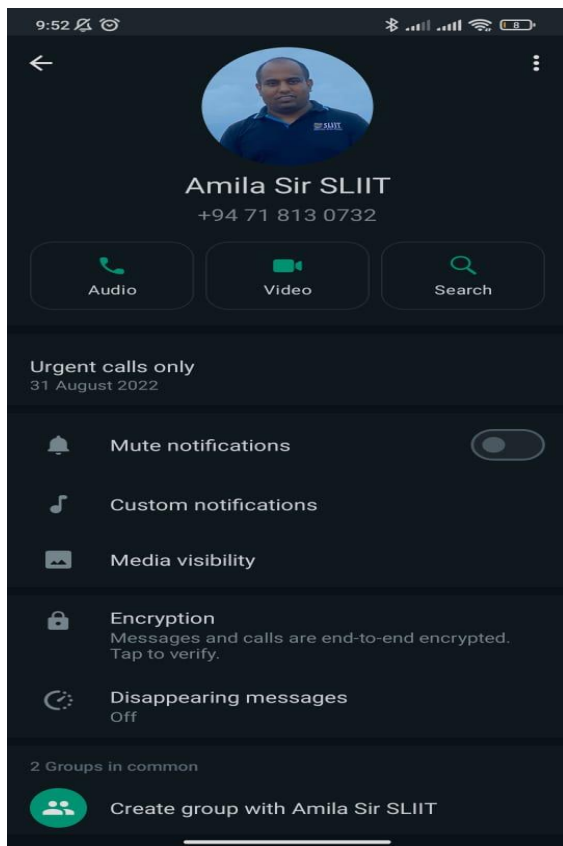 9:52
8
SLIIT
Amila Sir SLIIT
+94 71 813 0732
Audio
Video
Search
Urgent calls only
31 August 2022
Mute notifications
Custom notifications
Media visibility
Encryption
Messages and calls are end-to-end encrypted.
Tap to verify.
Disappearing messages
Off
2 Groups in common
Create group with Amila Sir SLIIT